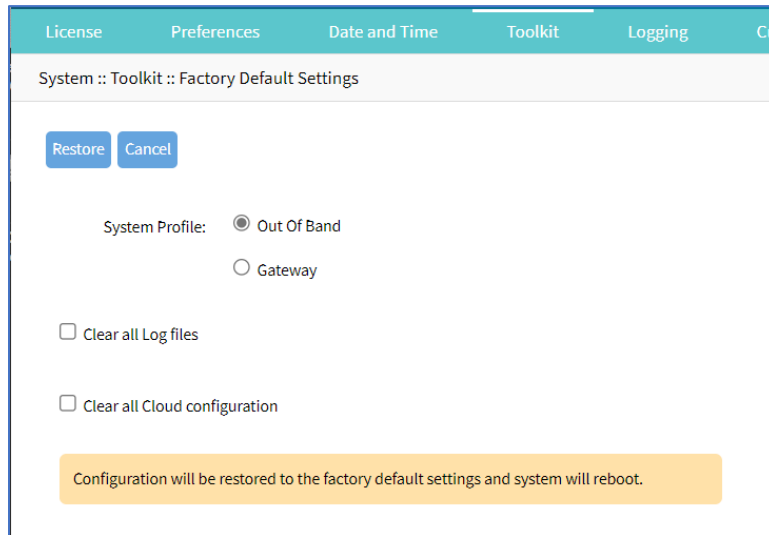 License Preferences Date and Time Toolkit Logging
System :: Toolkit :: Factory Default Settings
Restore Cancel
System Profile: Out Of Band
Gateway
Clear all Log files
Clear all Cloud configuration
Configuration will be restored to the factory default settings and system will reboot.